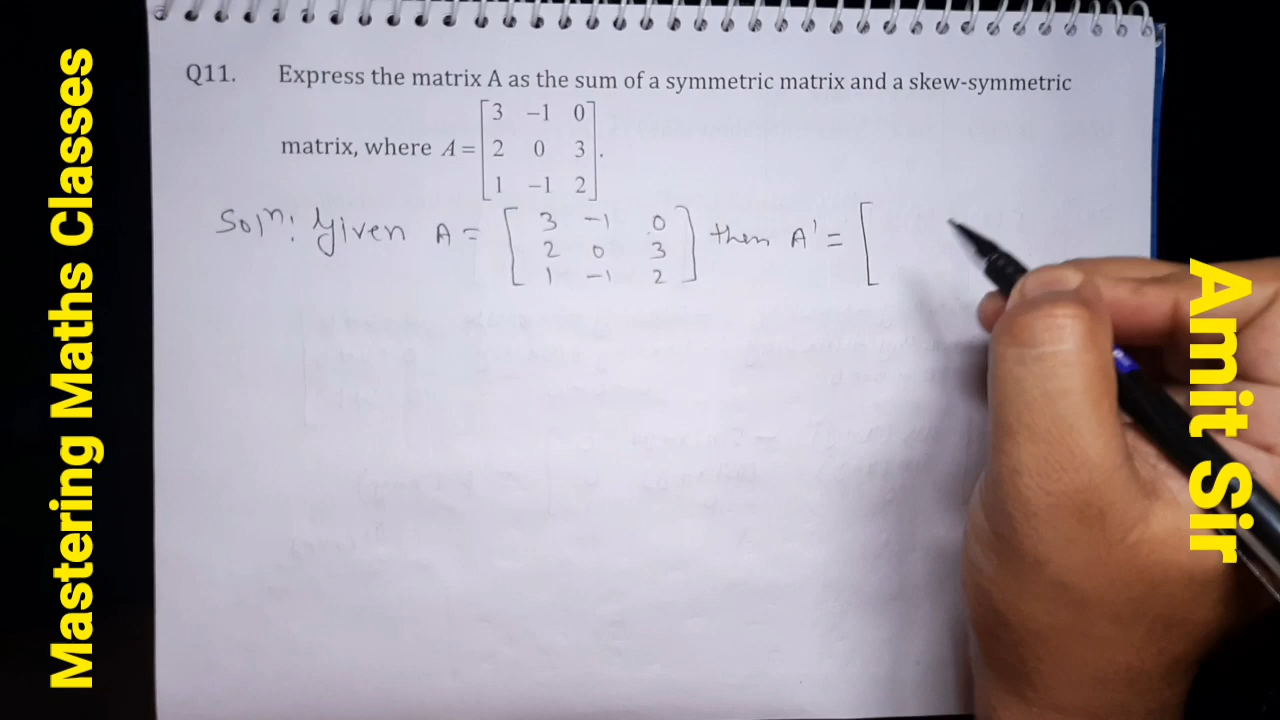 Mastering Maths Classes
Q11. Express the matrix A as the sum of a symmetric matrix and a skew-symmetric
matrix, where A = [3 −1 0
2 0 3
1 −1 2].
Soln: Given A = [3 -1 0
2 0 3
1 -1 2] then A' = [
Amit Sir